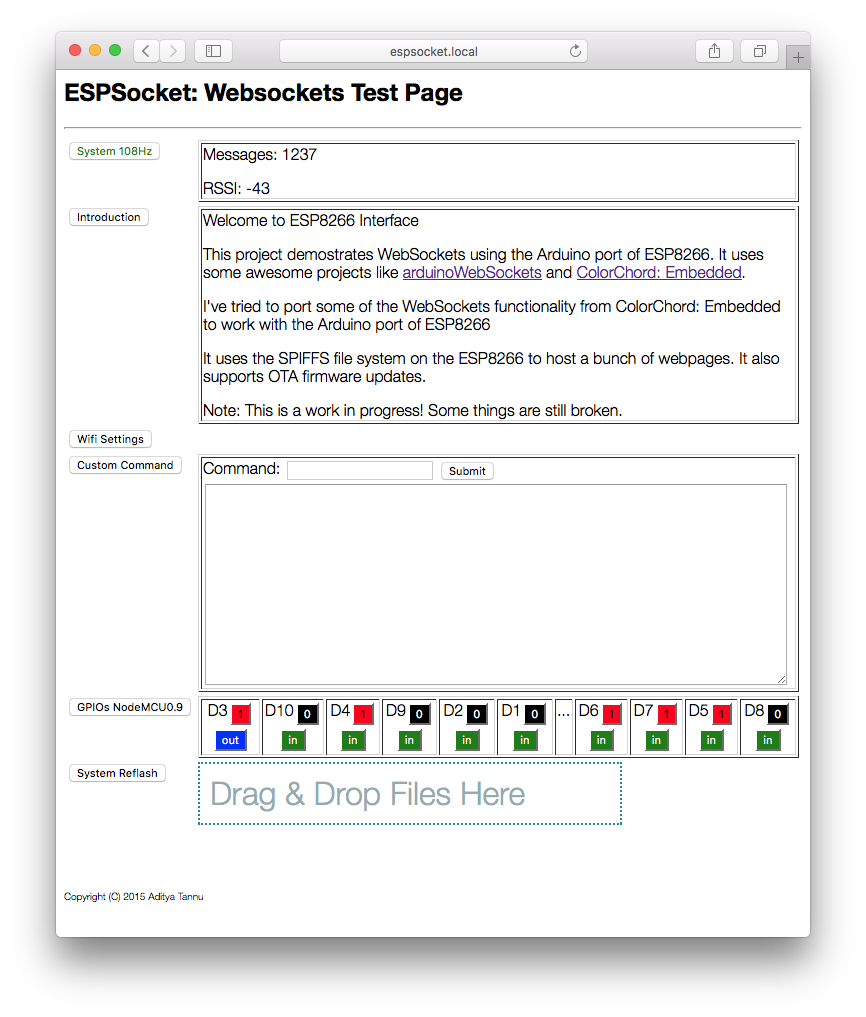 espsocket.local
ESPSocket: Websockets Test Page
System 108Hz
Messages: 1237
RSSI: -43
Introduction
Welcome to ESP8266 Interface
This project demostrates WebSockets using the Arduino port of ESP8266. It uses
some awesome projects like arduinoWebSockets and ColorChord: Embedded.
I've tried to port some of the WebSockets functionality from ColorChord: Embedded
to work with the Arduino port of ESP8266
It uses the SPIFFS file system on the ESP8266 to host a bunch of webpages. It also
supports OTA firmware updates.
Note: This is a work in progress! Some things are still broken.
Wifi Settings
Custom Command
Command: Submit
GPIOs NodeMCU0.9
D3 1 D10 0 D4 1 D9 0 D2 0 D1 0 ... D6 1 D7 1 D5 1 D8 0
out in in in in in in in in in
System Reflash
Drag & Drop Files Here
Copyright (C) 2015 Aditya Tannu